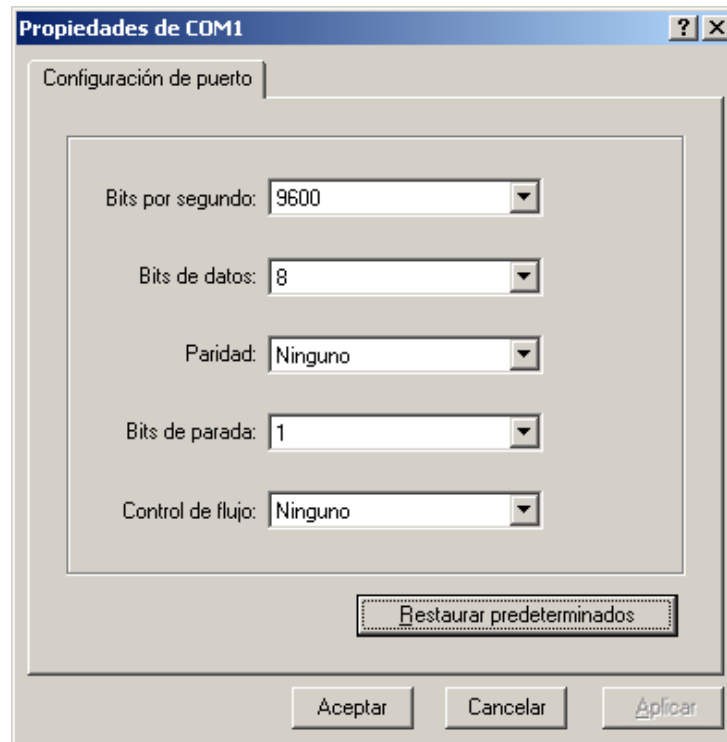 Propiedades de COM1
Configuración de puerto
Bits por segundo: 9600
Bits de datos: 8
Paridad: Ninguno
Bits de parada: 1
Control de flujo: Ninguno
Restaurar predeterminados
Aceptar Cancelar Aplicar